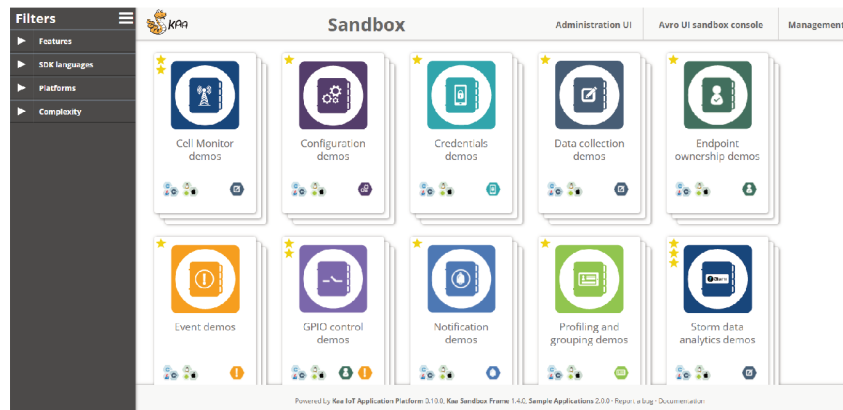 Filters
Features
SDK languages
Platforms
Complexity
KAA
Sandbox
Administration UI
Avro UI sandbox console
Management
Cell Monitor
demos
Configuration
demos
Credentials
demos
Data collection
demos
Endpoint
ownership demos
Event demos
GPIO control
demos
Notification
demos
Profiling and
grouping demos
Storm data
analytics demos
Powered by Kaa IoT Application Platform 0.10.0, Kaa Sandbox Frame 1.4.0, Sample Applications 2.0.0 · Report a bug · Documentation